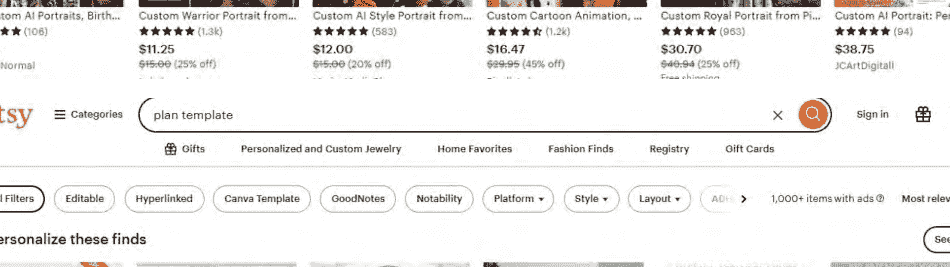 stom AI Portraits, Birth... Custom Warrior Portrait from... Custom AI Style Portrait from... Custom Cartoon Animation, ... Custom Royal Portrait from Pi... Custom AI Portrait: Pe
(106) (1.3k) (583) (1.2k) (953) (94)
$11.25 $12.00 $16.47 $30.70 $38.75
Normal $15.00 (25% off) $15.00 (20% off) $29.95 (45% off) $40.94 (25% off) JCArtDigitall
Free shipping
tsy Categories plan template Sign in
Gifts Personalized and Custom Jewelry Home Favorites Fashion Finds Registry Gift Cards
l Filters Editable Hyperlinked Canva Template GoodNotes Notability Platform Style Layout 1,000+ items with ads Most relev
ersonalize these finds See